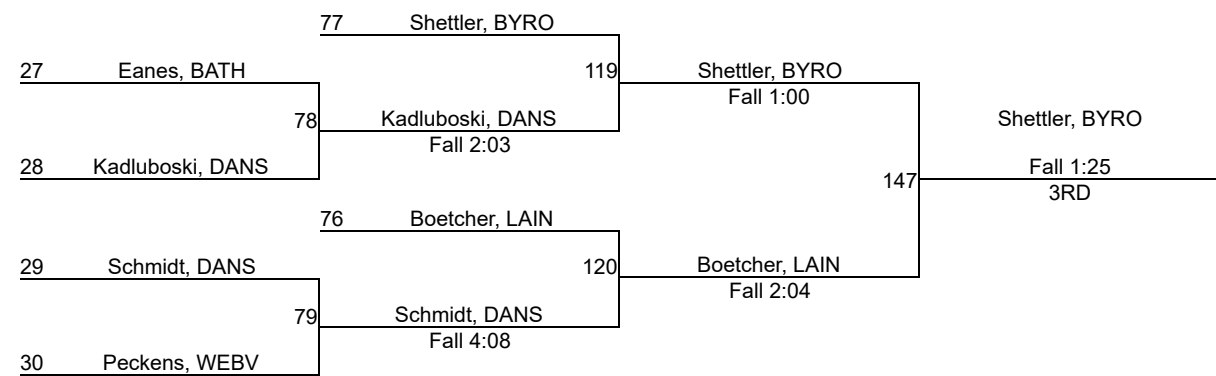 77 Shettler, BYRO
27 Eanes, BATH
119 Shettler, BYRO
Fall 1:00
78 Kadluboski, DANS
Fall 2:03
Shettler, BYRO
28 Kadluboski, DANS
147 Fall 1:25
3RD
76 Boetcher, LAIN
29 Schmidt, DANS
120 Boetcher, LAIN
Fall 2:04
79 Schmidt, DANS
Fall 4:08
30 Peckens, WEBV